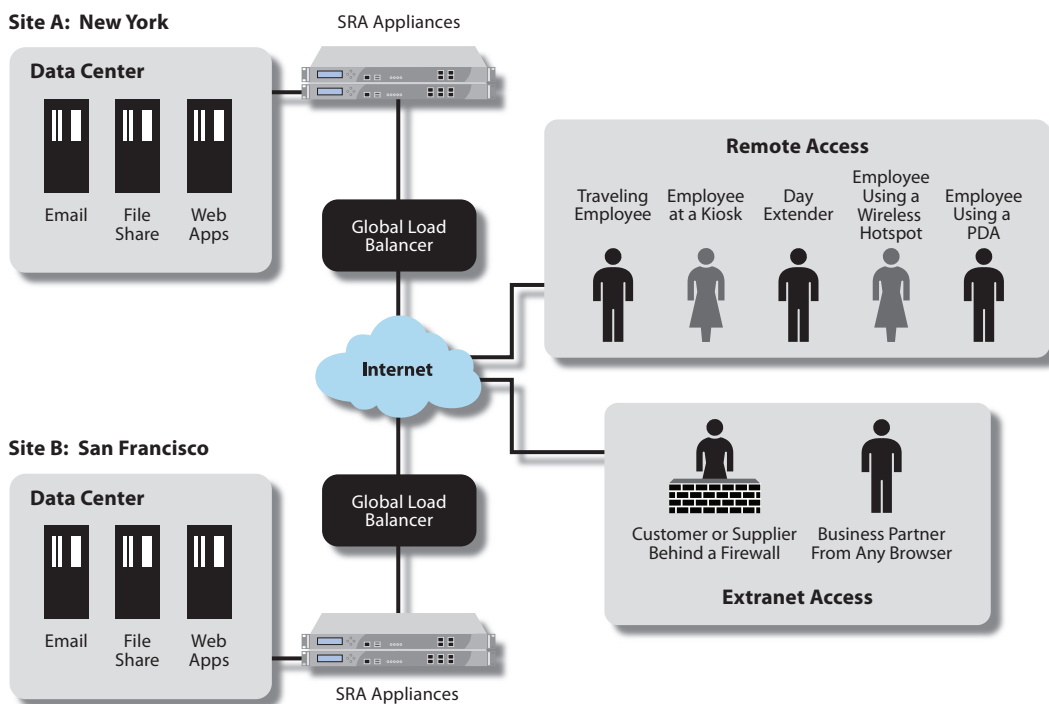 Site A: New York
SRA Appliances
Data Center
Email
File
Share
Web
Apps
Global Load
Balancer
Remote Access
Traveling
Employee
Employee
at a Kiosk
Day
Extender
Employee
Using a
Wireless
Hotspot
Employee
Using a
PDA
Internet
Site B: San Francisco
Data Center
Email
File
Share
Web
Apps
Global Load
Balancer
SRA Appliances
Customer or Supplier
Behind a Firewall
Business Partner
From Any Browser
Extranet Access